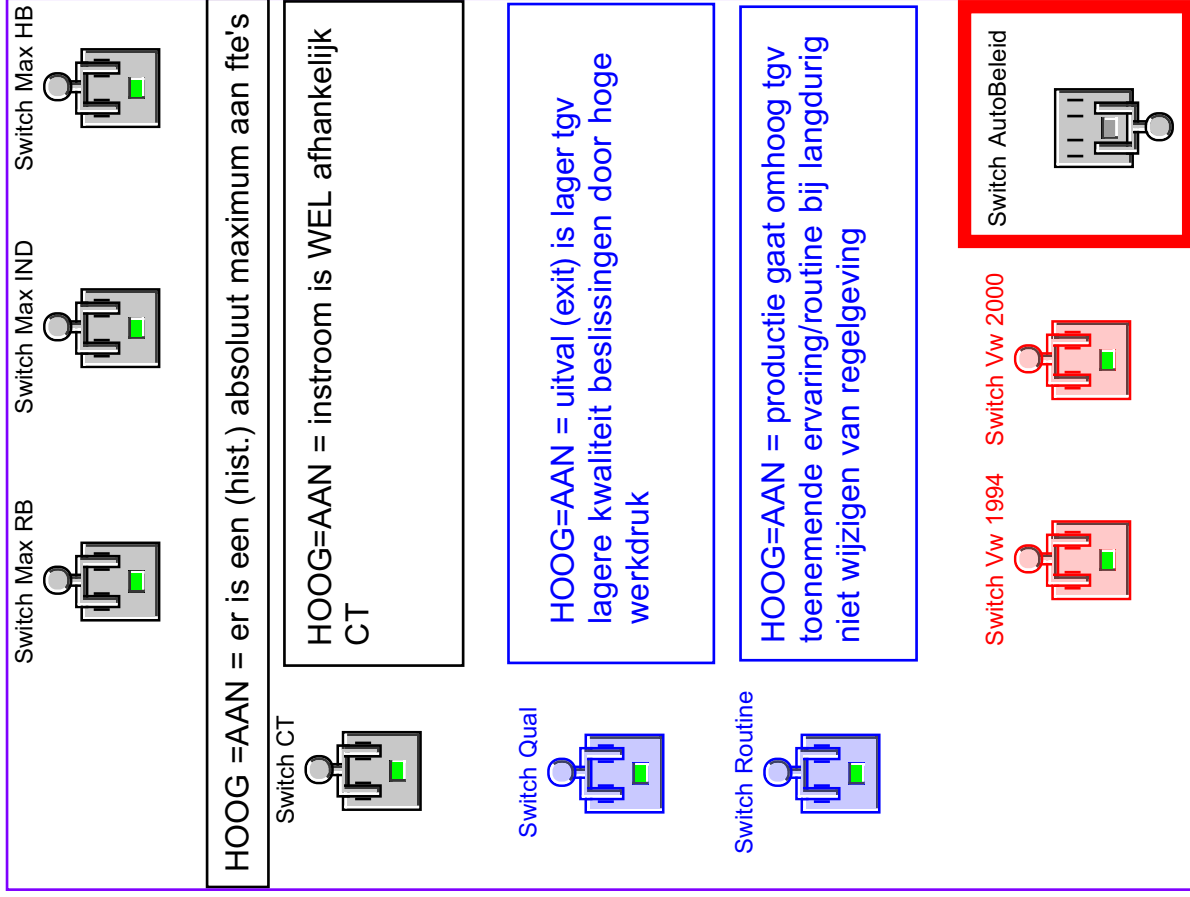 Switch Max RB
Switch Max IND
Switch Max HB
HOOG =AAN = er is een (hist.) absoluut maximum aan fte's
Switch CT
HOOG=AAN = instroom is WEL afhankelijk
CT
Switch Qual
HOOG=AAN = uitval (exit) is lager tgv
lagere kwaliteit beslissingen door hoge
werkdruk
Switch Routine
HOOG=AAN = productie gaat omhoog tgv
toenemende ervaring/routine bij langdurig
niet wijzigen van regelgeving
Switch Vw 1994
Switch Vw 2000
Switch AutoBeleid